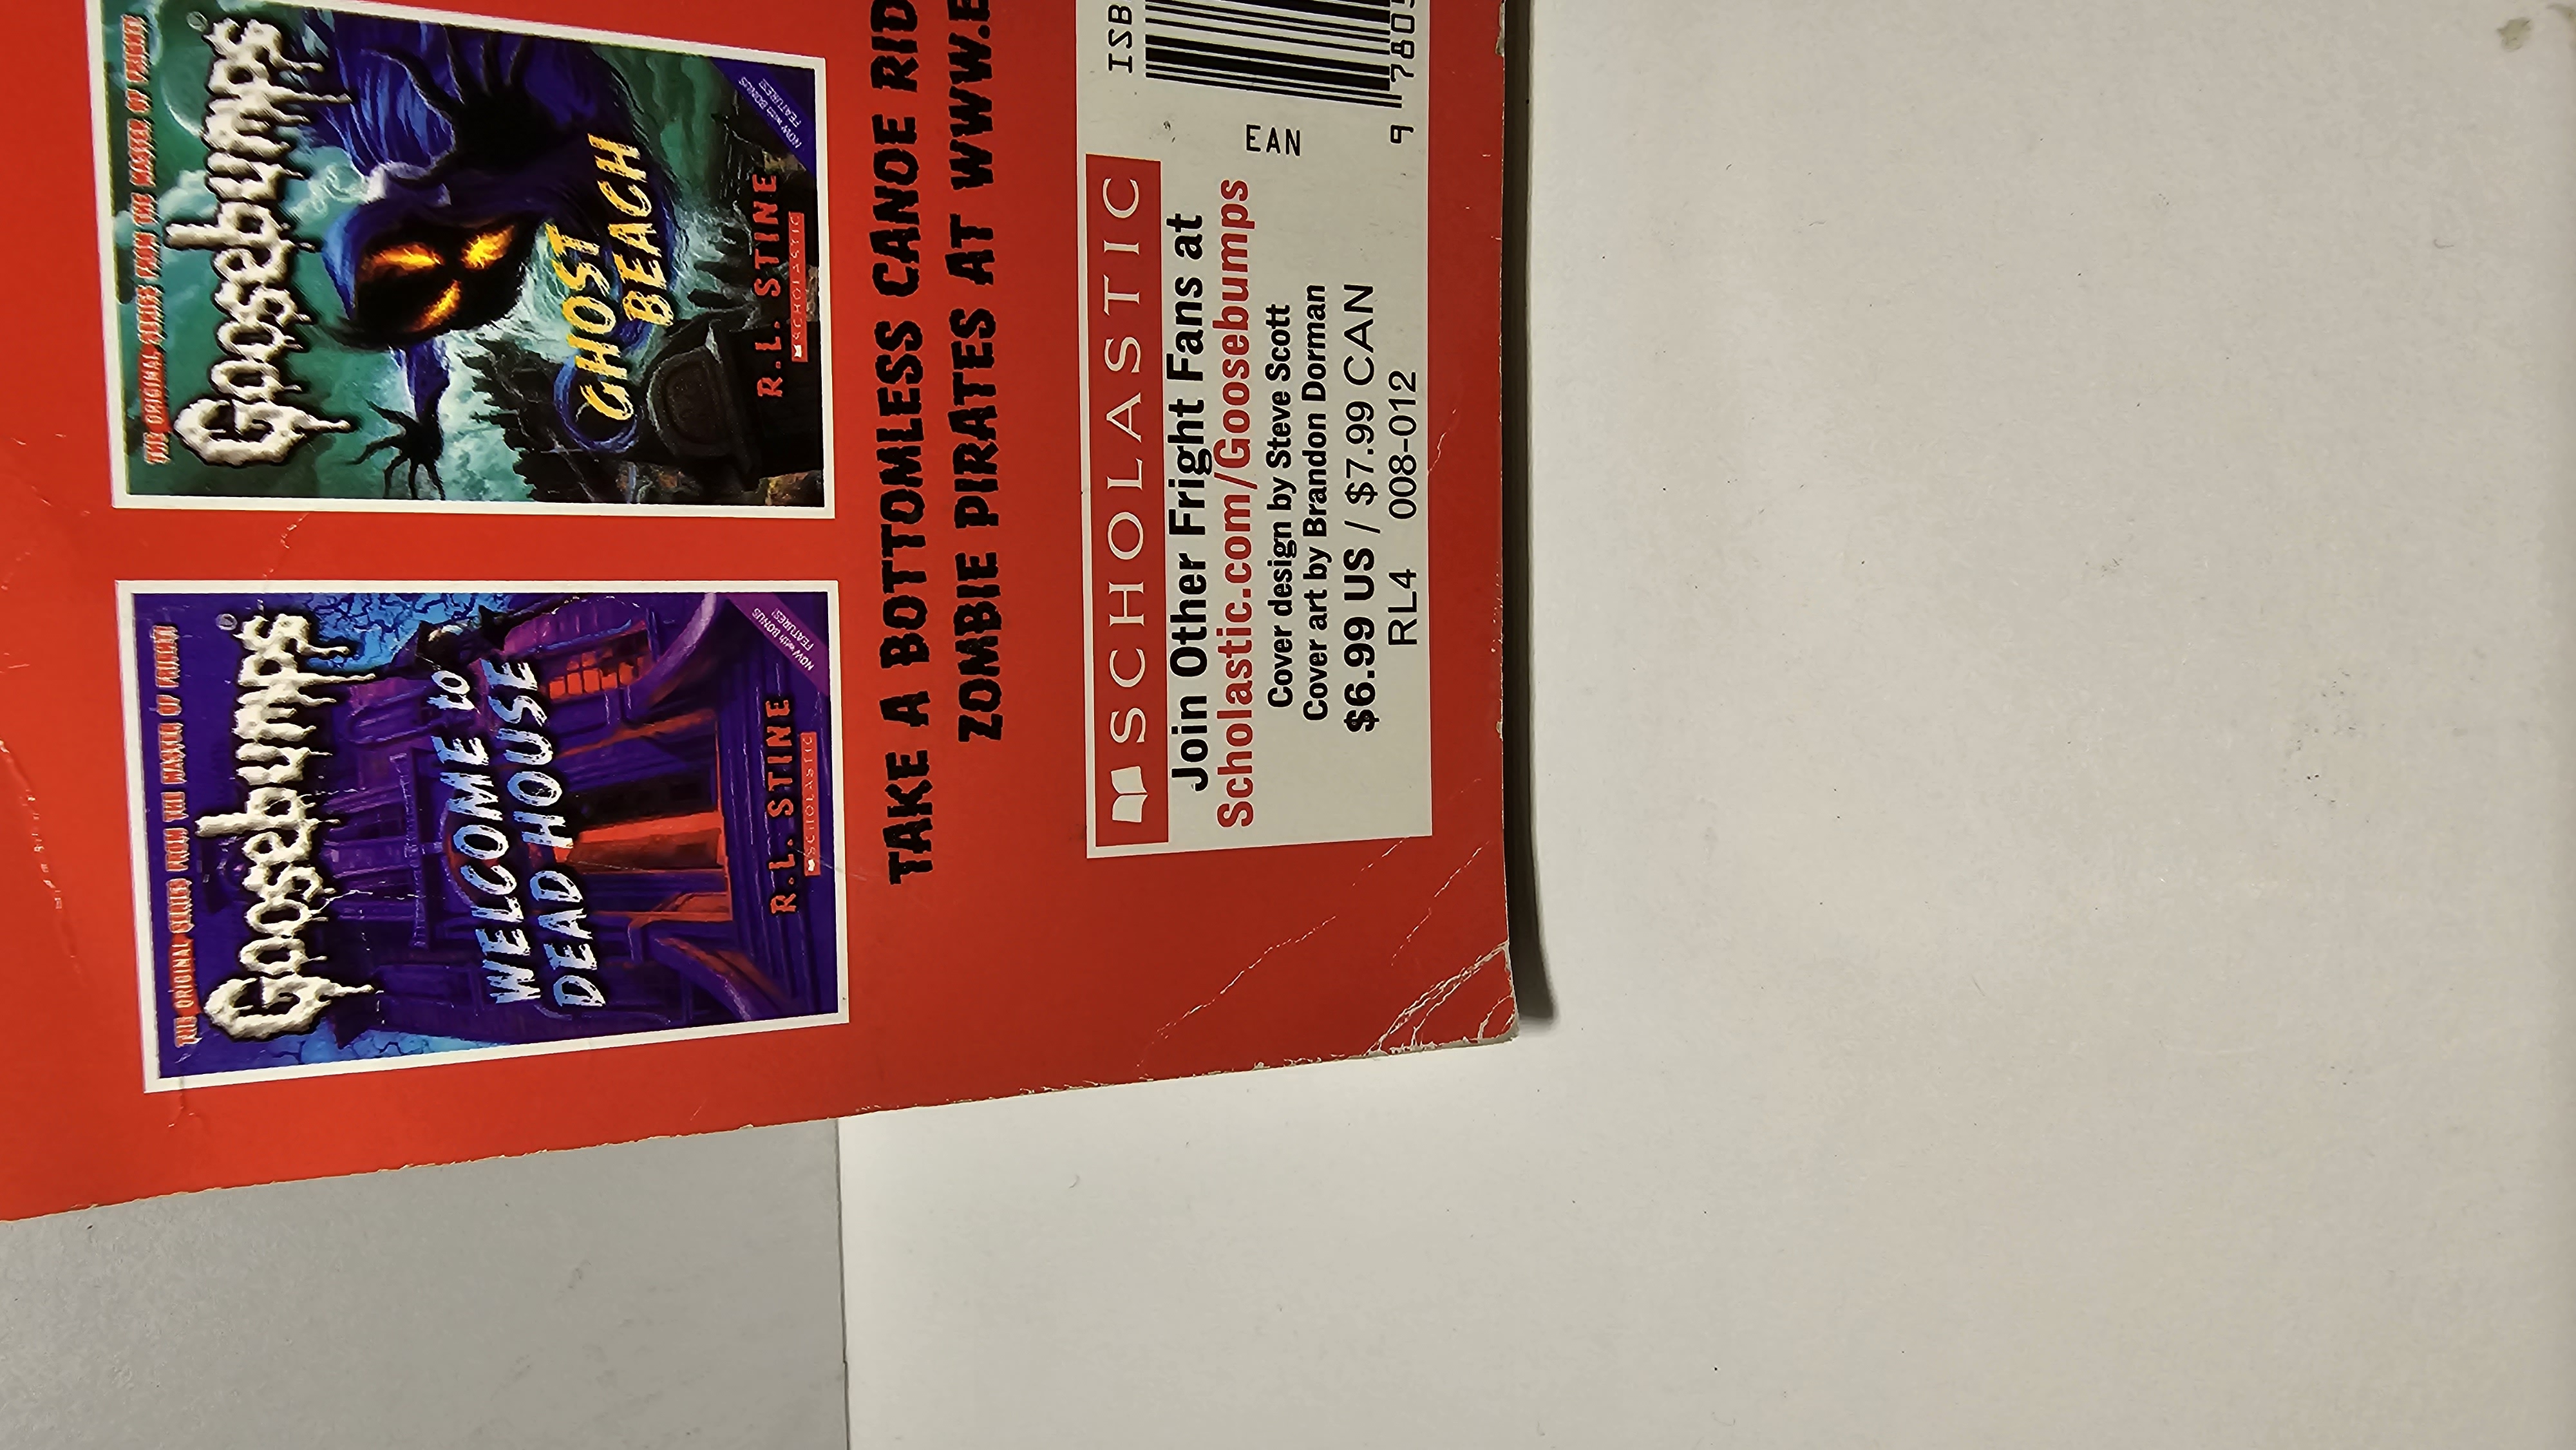 THE ORIGINAL SERIES FROM THE MASTER OF FRIGHT!
Goosebumps®
WELCOME to
DEAD HOUSE
R.L. STINE
SCHOLASTIC
NOW with BONUS
FEATURES!
THE ORIGINAL SERIES FROM THE MASTER OF FRIGHT!
Goosebumps®
GHOST
BEACH
R.L. STINE
SCHOLASTIC
NOW with BONUS
FEATURES!
TAKE A BOTTOMLESS CANOE RID
ZOMBIE PIRATES AT WWW.E
SCHOLASTIC
Join Other Fright Fans at
Scholastic.com/Goosebumps
Cover design by Steve Scott
Cover art by Brandon Dorman
$6.99 US / $7.99 CAN
RL4 008-012
ISB
EAN
9 7805